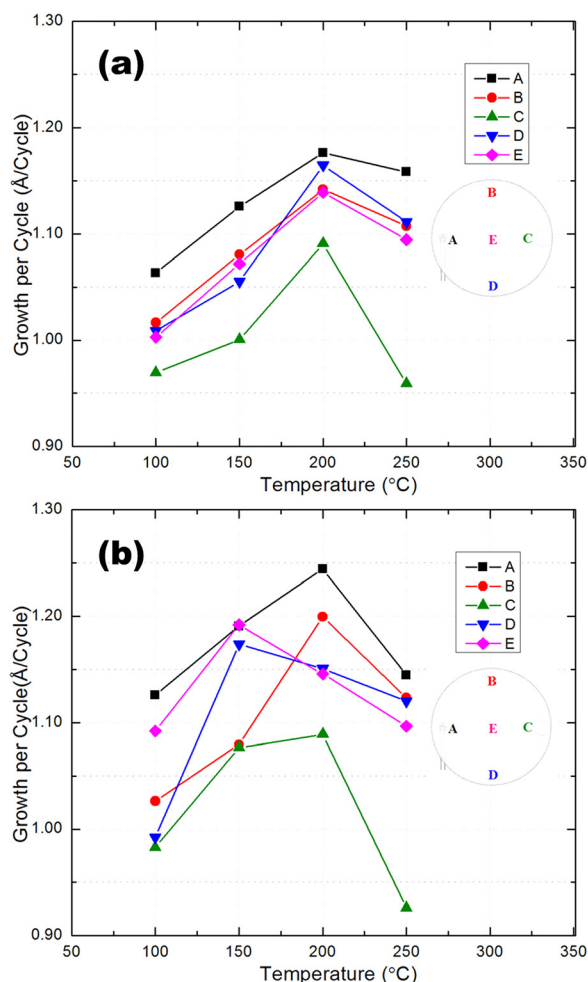 (a)
Growth per Cycle (Å/Cycle)
1.30
1.20
1.10
1.00
0.90
A
B
C
D
E
B
A E C
D
50 100 150 200 250 300 350
Temperature (°C)
(b)
Growth per Cycle(Å/Cycle)
1.30
1.20
1.10
1.00
0.90
A
B
C
D
E
B
A E C
D
50 100 150 200 250 300 350
Temperature (°C)